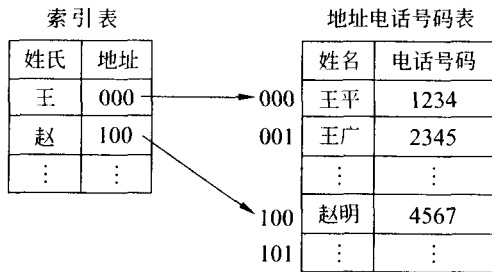 索引表
姓氏 地址
王 000
赵 100
⋮ ⋮
地址电话号码表
姓名 电话号码
000 王平 1234
001 王广 2345
⋮ ⋮
100 赵明 4567
101 ⋮ ⋮